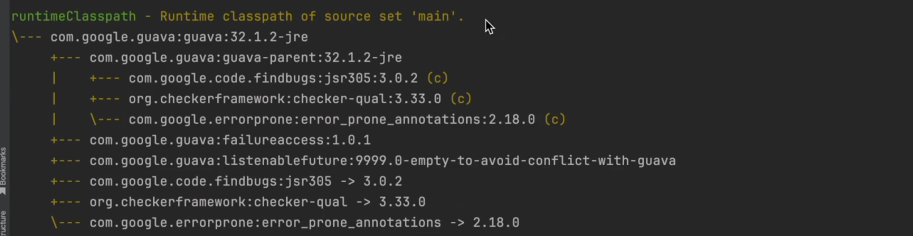 runtimeClasspath - Runtime classpath of source set 'main'.
\--- com.google.guava:guava:32.1.2-jre
     +--- com.google.guava:guava-parent:32.1.2-jre
     |    +--- com.google.code.findbugs:jsr305:3.0.2 (c)
     |    +--- org.checkerframework:checker-qual:3.33.0 (c)
     |    \--- com.google.errorprone:error_prone_annotations:2.18.0 (c)
     +--- com.google.guava:failureaccess:1.0.1
     +--- com.google.guava:listenablefuture:9999.0-empty-to-avoid-conflict-with-guava
     +--- com.google.code.findbugs:jsr305 -> 3.0.2
     +--- org.checkerframework:checker-qual -> 3.33.0
     \--- com.google.errorprone:error_prone_annotations -> 2.18.0
Bookmarks
ructure